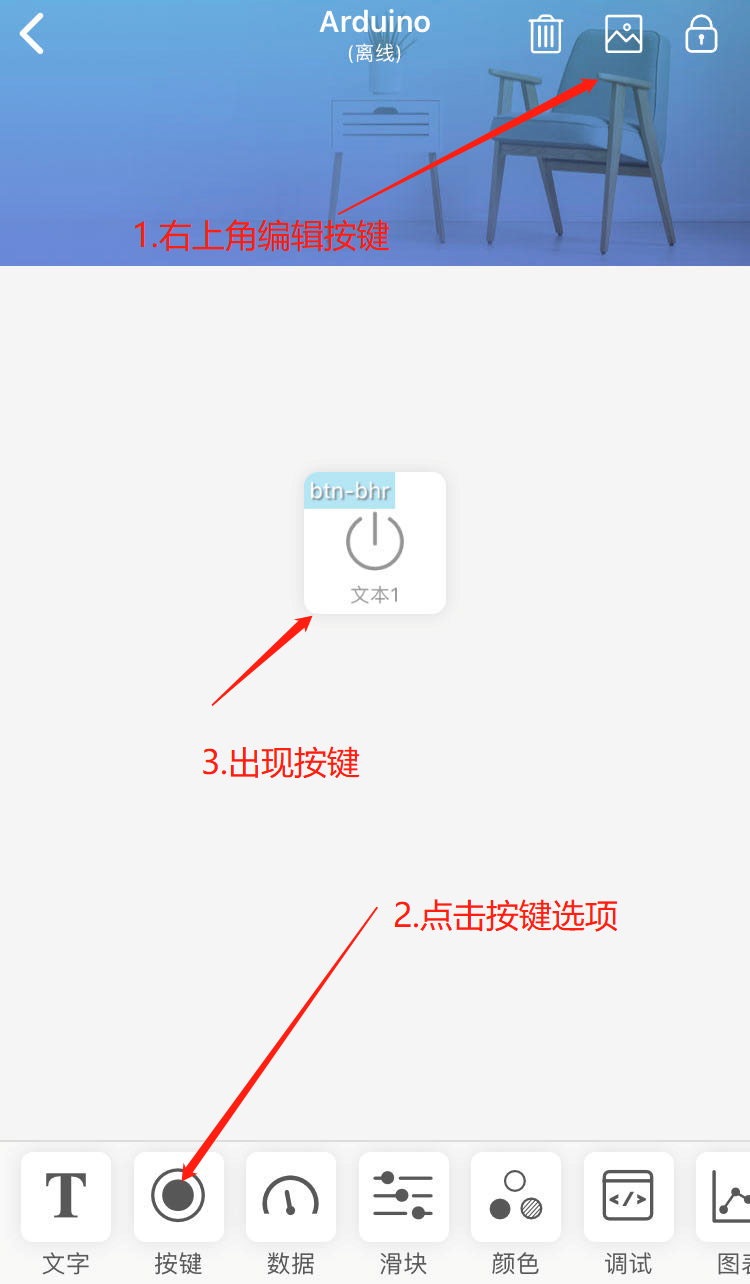 Arduino
(离线)
1.右上角编辑按键
btn-bhr
文本1
3.出现按键
2.点击按键选项
T
</>
文字
按键
数据
滑块
颜色
调试
图表